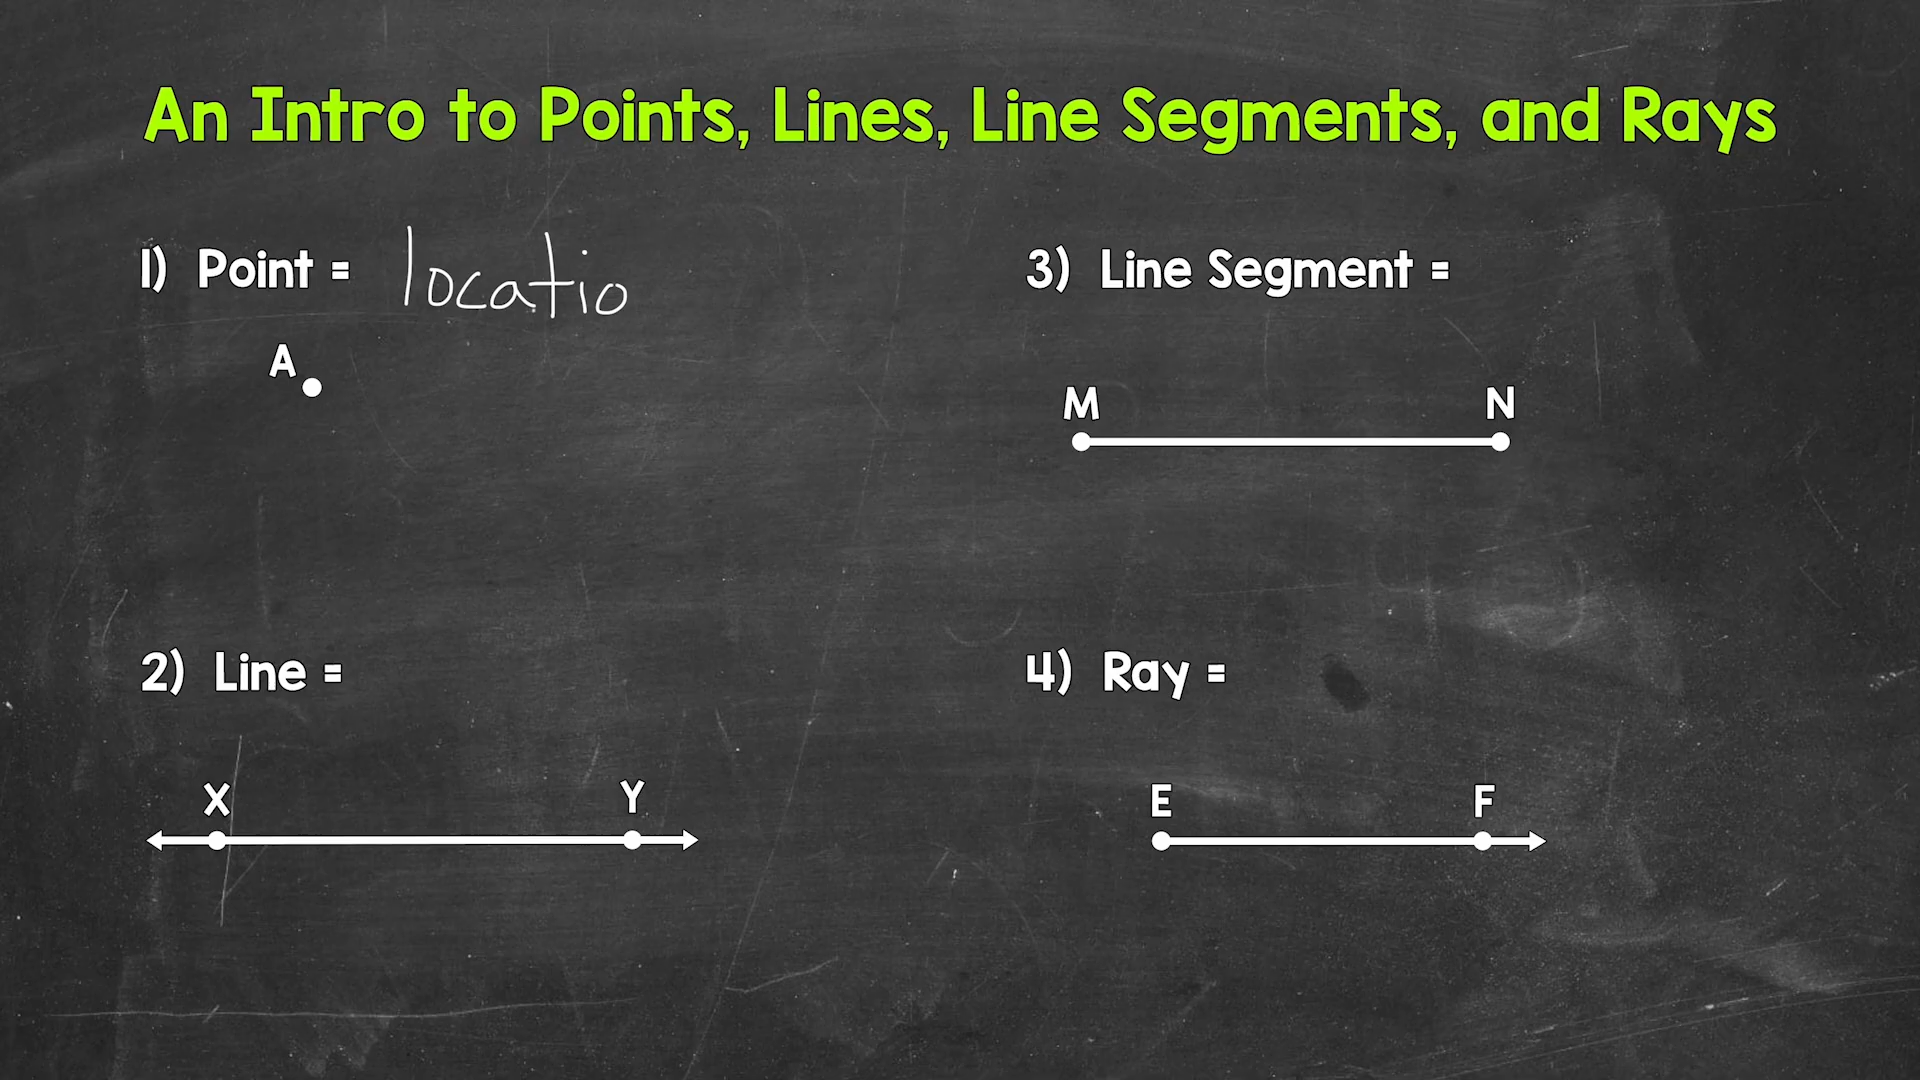 An Intro to Points, Lines, Line Segments, and Rays
1) Point = locatio
A
2) Line =
X Y
3) Line Segment =
M N
4) Ray =
E F